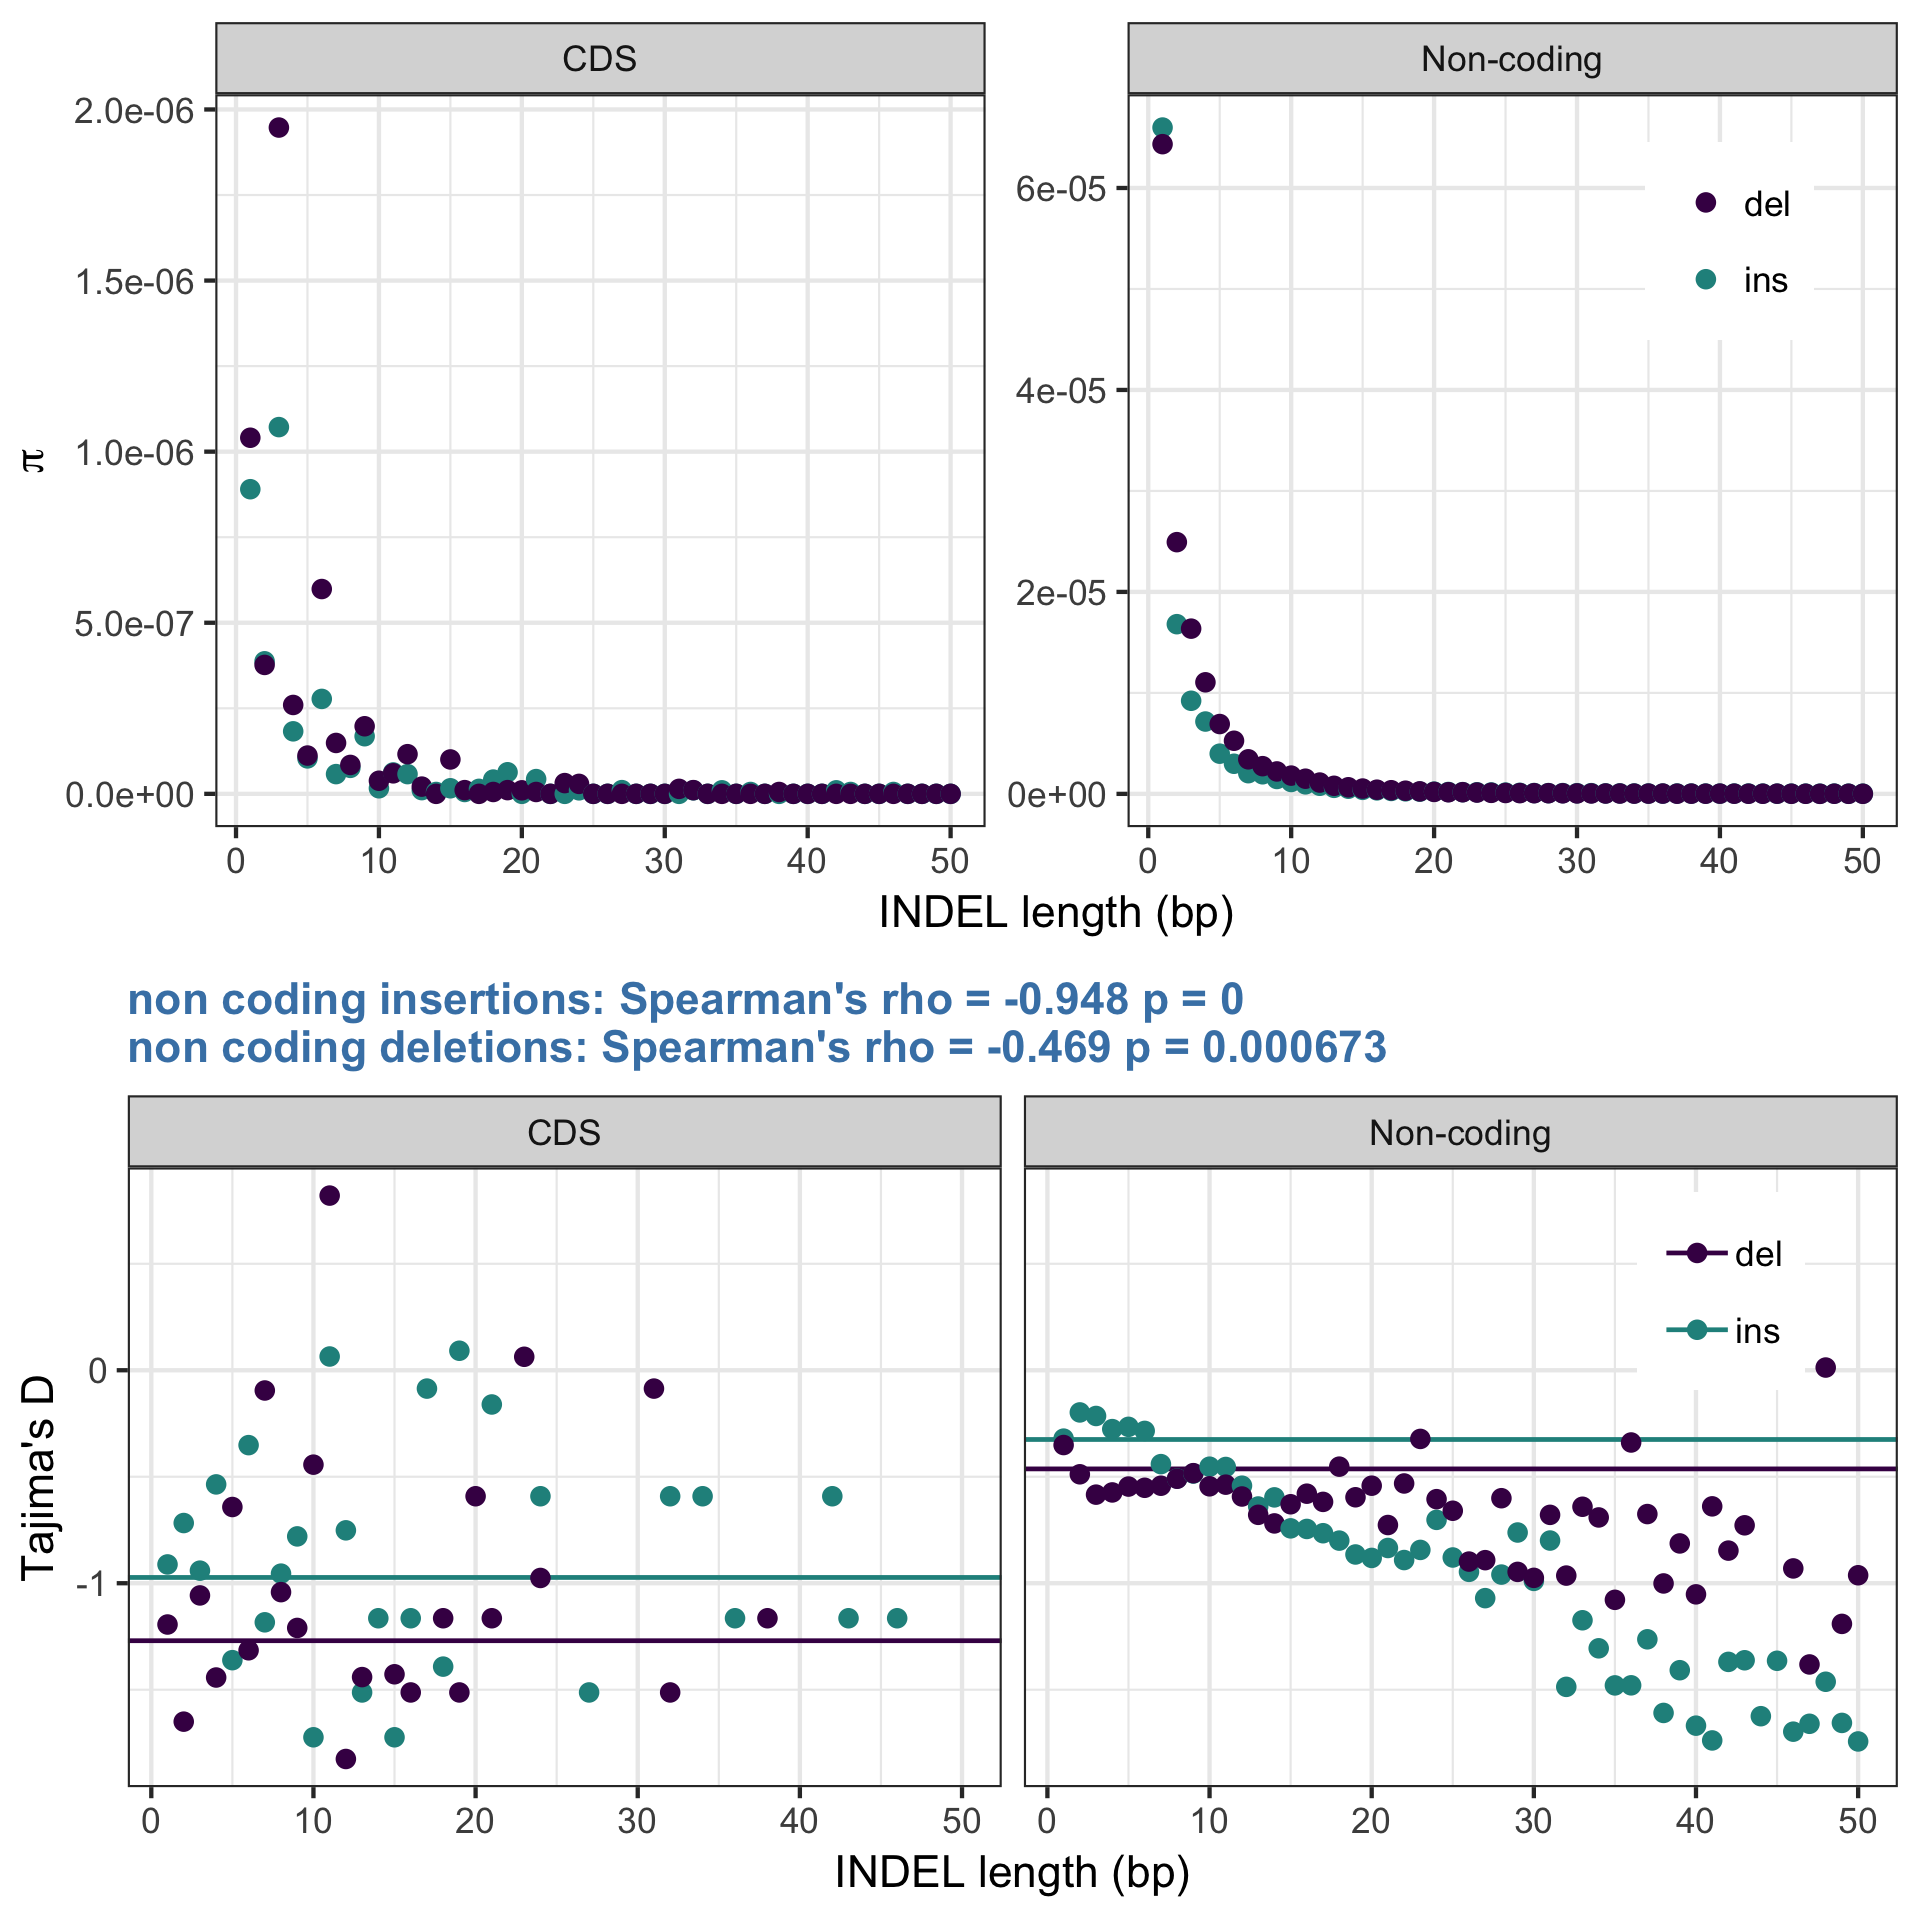 CDS
Non-coding
2.0e-06
1.5e-06
1.0e-06
5.0e-07
0.0e+00
π
6e-05
4e-05
2e-05
0e+00
del
ins
0 10 20 30 40 50
0 10 20 30 40 50
INDEL length (bp)
non coding insertions: Spearman's rho = -0.948 p = 0
non coding deletions: Spearman's rho = -0.469 p = 0.000673
CDS
Non-coding
0
-1
Tajima's D
del
ins
0 10 20 30 40 50
0 10 20 30 40 50
INDEL length (bp)